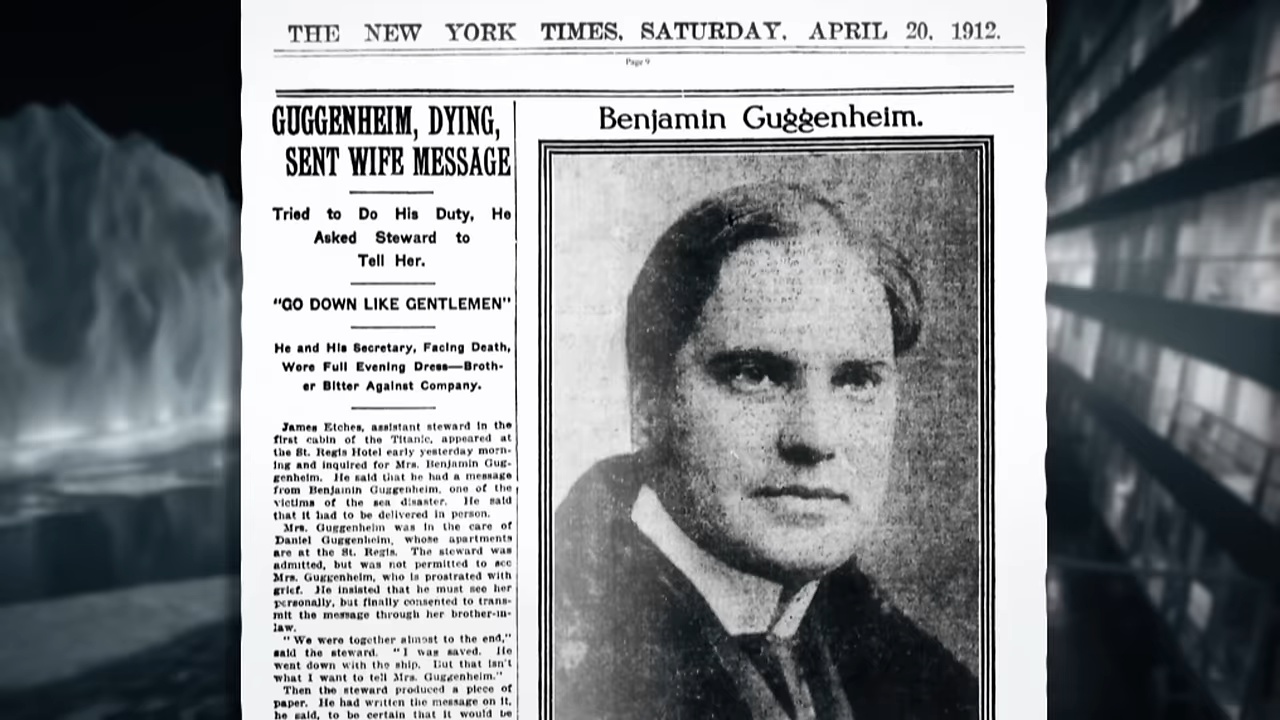 THE NEW YORK TIMES, SATURDAY, APRIL 20, 1912.
Page 9
GUGGENHEIM, DYING,
SENT WIFE MESSAGE
Tried to Do His Duty, He
Asked Steward to
Tell Her.
"GO DOWN LIKE GENTLEMEN"
He and His Secretary, Facing Death,
Wore Full Evening Dress—Broth-
er Bitter Against Company.
James Etches, assistant steward in the
first cabin of the Titanic, appeared at
the St. Regis Hotel early yesterday morn-
ing and inquired for Mrs. Benjamin Gug-
genheim. He said that he had a message
from Benjamin Guggenheim, one of the
victims of the sea disaster. He said
that it had to be delivered in person.
Mrs. Guggenheim was in the care of
Daniel Guggenheim, whose apartments
are at the St. Regis. The steward was
admitted, but was not permitted to see
Mrs. Guggenheim, who is prostrated with
grief. He insisted that he must see her
personally, but finally consented to trans-
mit the message through her brother-in-
law.
"We were together almost to the end,"
said the steward. "I was saved. He
went down with the ship. But that isn't
what I want to tell Mrs. Guggenheim."
Then the steward produced a piece of
paper. He had written the message on it,
he said, to be certain that it would be
Benjamin Guggenheim.